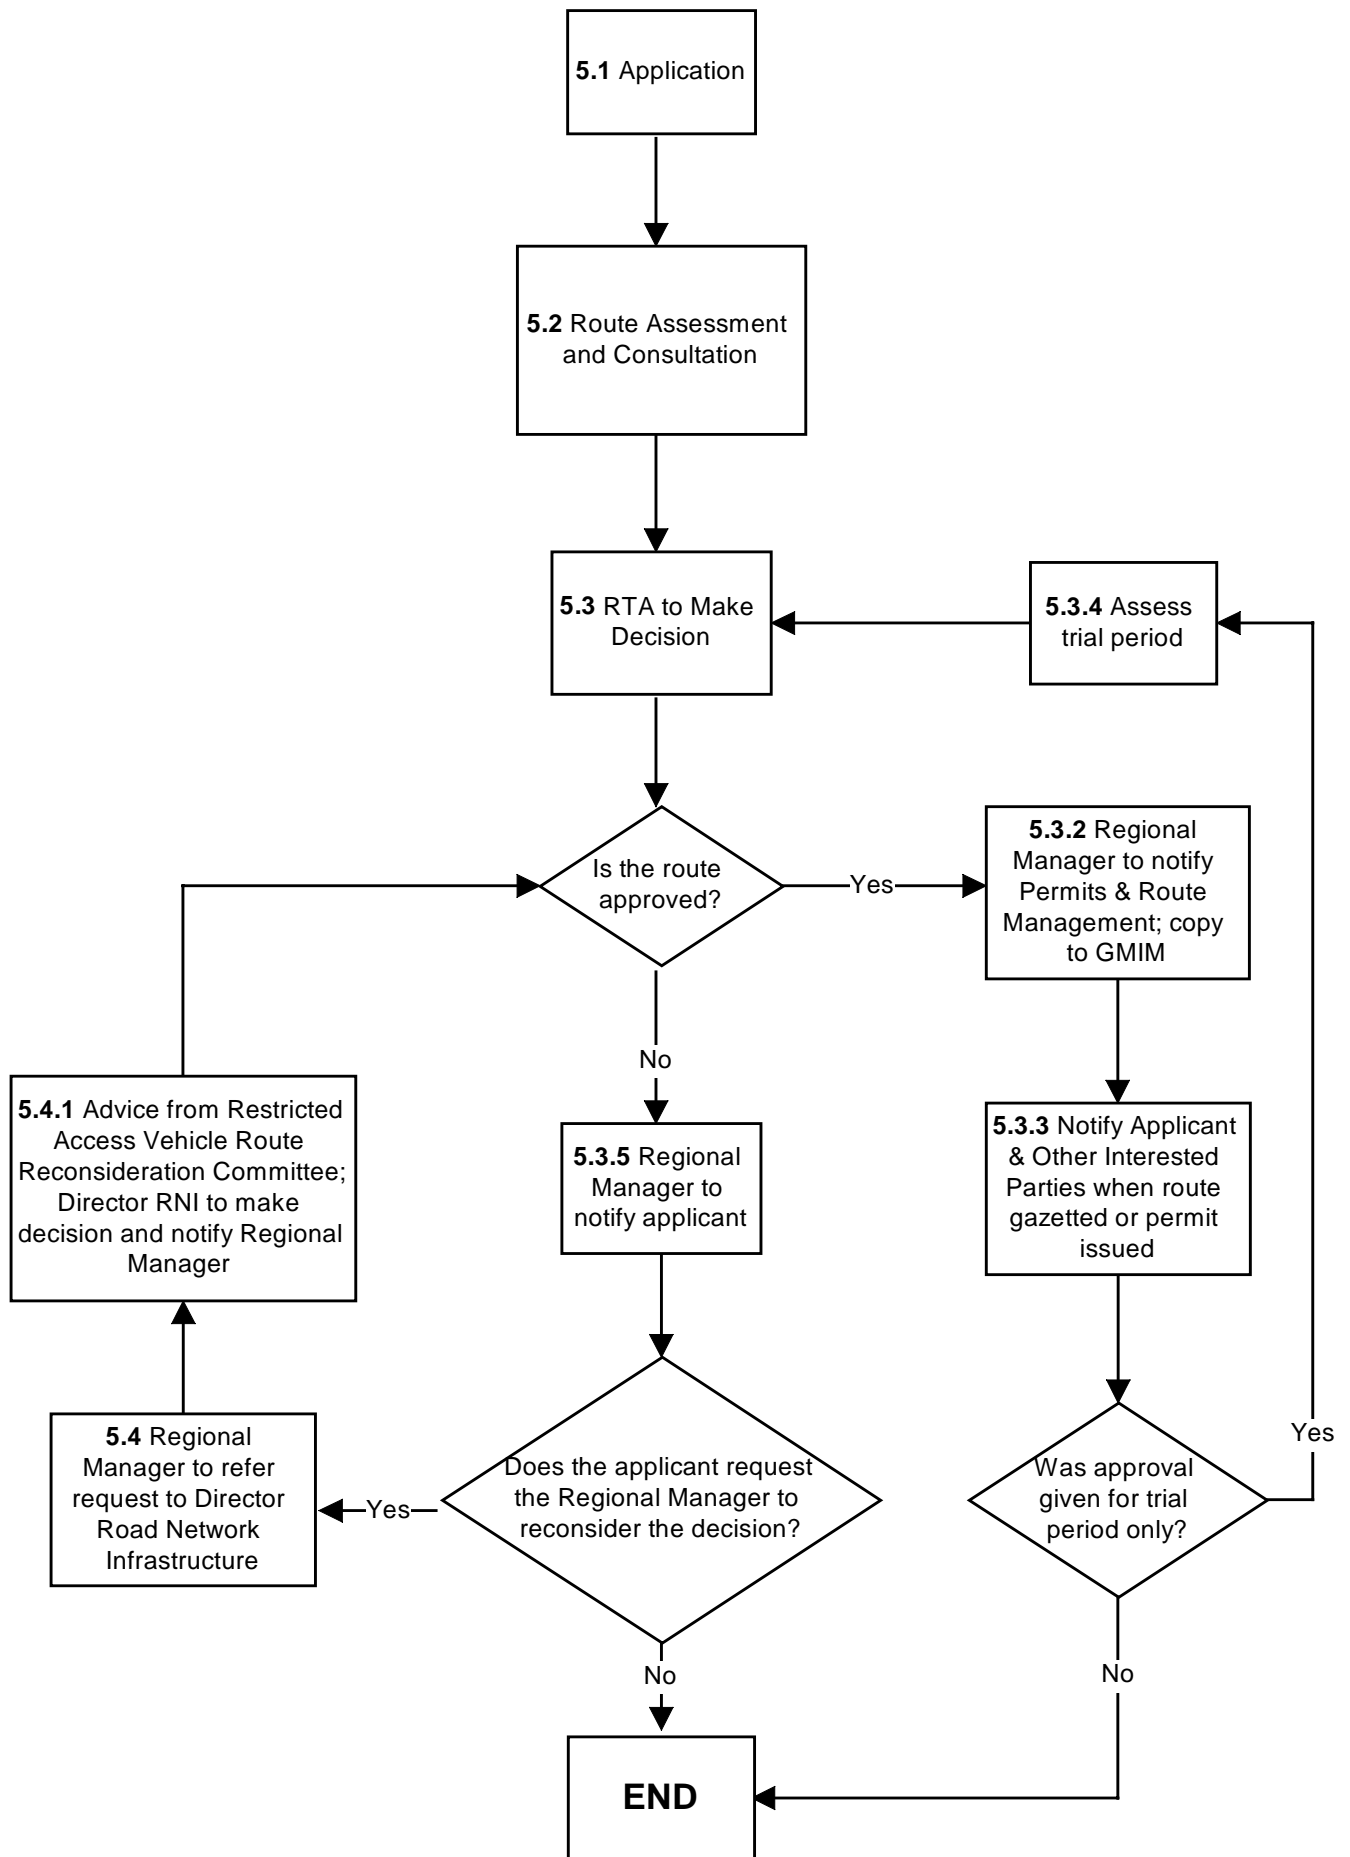 5.1 Application
5.2 Route Assessment
and Consultation
5.3 RTA to Make
Decision
5.3.4 Assess
trial period
Is the route
approved?
Yes
5.3.2 Regional
Manager to notify
Permits & Route
Management; copy
to GMIM
No
5.4.1 Advice from Restricted
Access Vehicle Route
Reconsideration Committee;
Director RNI to make
decision and notify Regional
Manager
5.3.5 Regional
Manager to
notify applicant
5.3.3 Notify Applicant
& Other Interested
Parties when route
gazetted or permit
issued
5.4 Regional
Manager to refer
request to Director
Road Network
Infrastructure
Yes
Does the applicant request
the Regional Manager to
reconsider the decision?
Was approval
given for trial
period only?
Yes
No
No
END